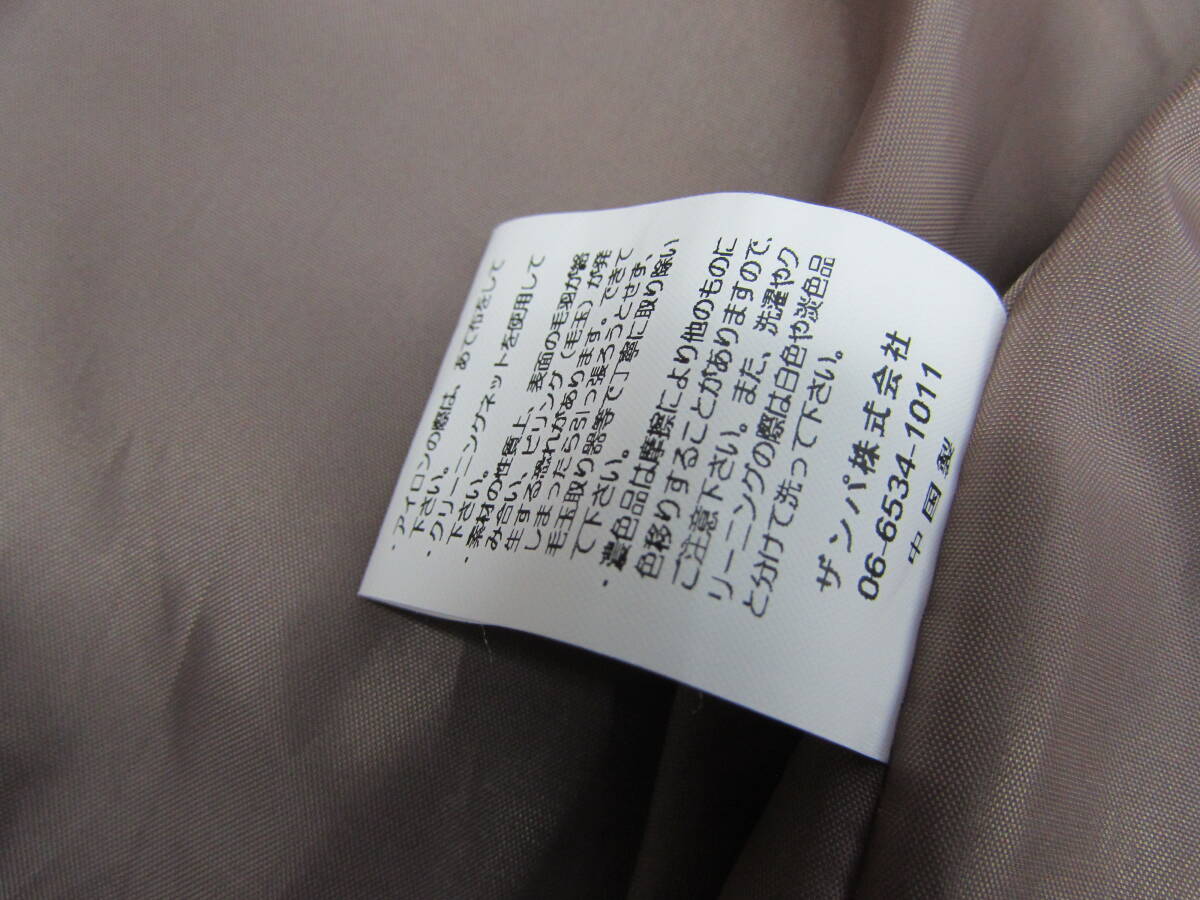 ・アイロンの際は、あて布をして
下さい。
・クリーニングネットを使用して
下さい。
・素材の性質上、表面の毛羽が絡
み合い、ピリング（毛玉）が発
生する恐れがあります。できて
しまったら引っ張ろうとせず、
毛玉取り器等で丁寧に取り除い
て下さい。
・濃色品は摩擦により他のものに
色移りすることがありますので、
ご注意下さい。また、洗濯やク
リーニングの際は白色や淡色品
と分けて洗って下さい。
ザンパ株式会社
06-6534-1011
中国製